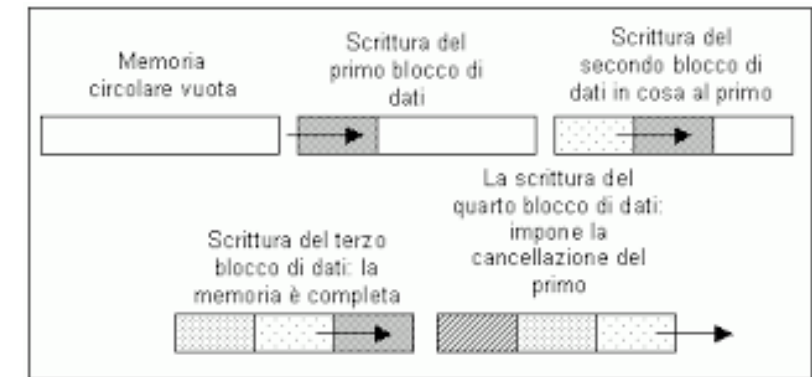 Memoria
circolare vuota
Scrittura del
primo blocco di
dati
Scrittura del
secondo blocco di
dati in cosa al primo
Scrittura del terzo
blocco di dati: la
memoria è completa
La scrittura del
quarto blocco di dati:
impone la
cancellazione del
primo